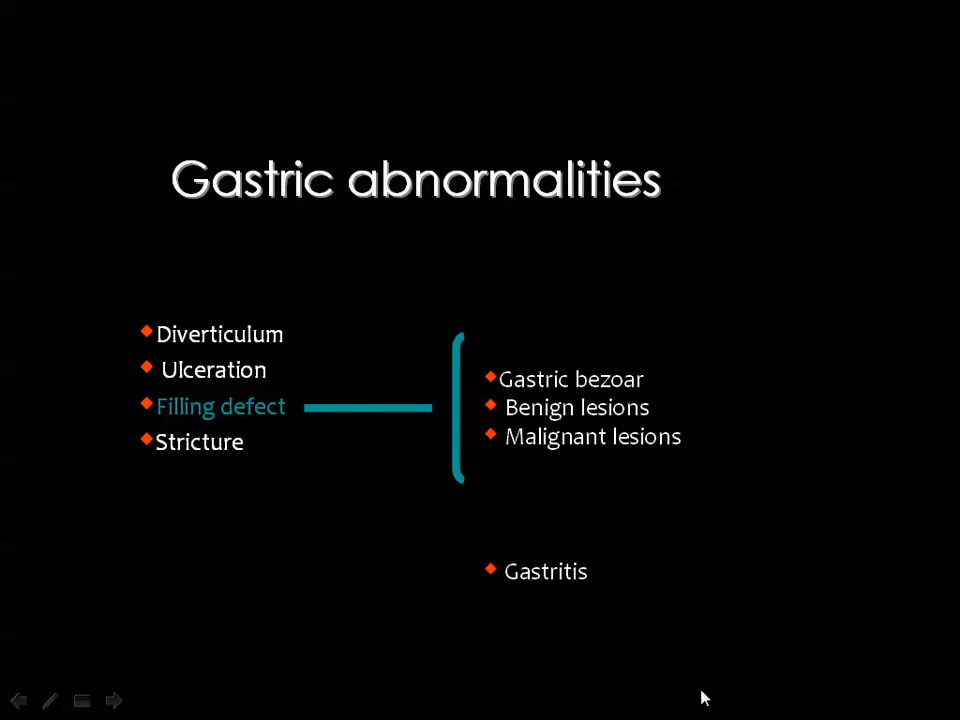 Gastric abnormalities
Diverticulum
Ulceration
Filling defect
Stricture
Gastric bezoar
Benign lesions
Malignant lesions
Gastritis